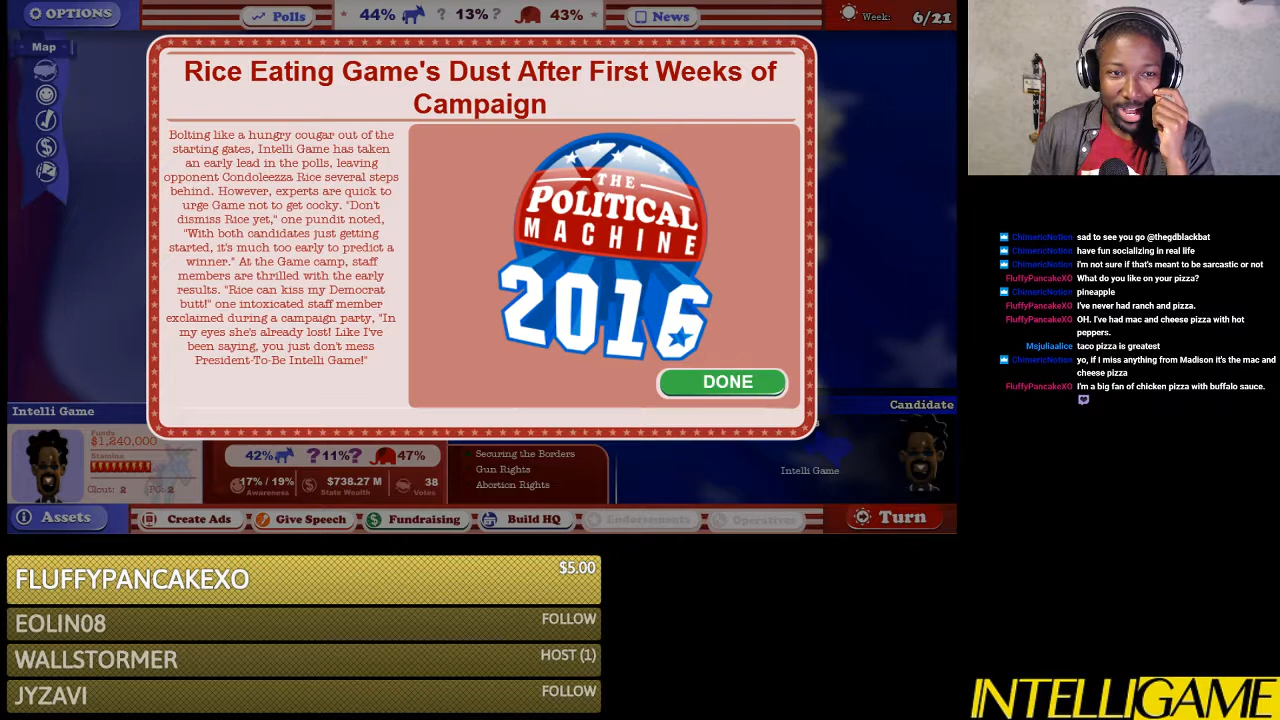 OPTIONS
Polls
44% ? 13% ? 43%
News
Week: 6/21
Map
Rice Eating Game's Dust After First Weeks of
Campaign
Bolting like a hungry cougar out of the
starting gates, Intelli Game has taken
an early lead in the polls, leaving
opponent Condoleezza Rice several steps
behind. However, experts are quick to
urge Game not to get cocky. "Don't
dismiss Rice yet," one pundit noted,
"With both candidates just getting
started, it's much too early to predict a
winner." At the Game camp, staff
members are thrilled with the early
results. "Rice can kiss my Democrat
butt!" one intoxicated staff member
exclaimed during a campaign party, "In
my eyes she's already lost! Like I've
been saying, you just don't mess
President-To-Be Intelli Game!"
THE
POLITICAL
MACHINE
2016
DONE
Intelli Game
Funds
$1,240,000
Stamina
Clout: 2 PC: 2
42% ? 11% ? 47%
17% / 19%
Awareness
$738.27 M
State Wealth
38
Votes
Securing the Borders
Gun Rights
Abortion Rights
Candidate
Intelli Game
Assets
Create Ads
Give Speech
Fundraising
Build HQ
Endorsements
Operatives
Turn
ChimericNotion sad to see you go @thegdblackbat
ChimericNotion have fun socializing in real life
ChimericNotion I'm not sure if that's meant to be sarcastic or not
FluffyPancakeXO What do you like on your pizza?
ChimericNotion pineapple
FluffyPancakeXO I've never had ranch and pizza.
FluffyPancakeXO OH. I've had mac and cheese pizza with hot
peppers.
Msjuliaalice taco pizza is greatest
ChimericNotion yo, if I miss anything from Madison it's the mac and
cheese pizza
FluffyPancakeXO I'm a big fan of chicken pizza with buffalo sauce.
FLUFFYPANCAKEXO $5.00
EOLIN08 FOLLOW
WALLSTORMER HOST (1)
JYZAVI FOLLOW
INTELLIGAME